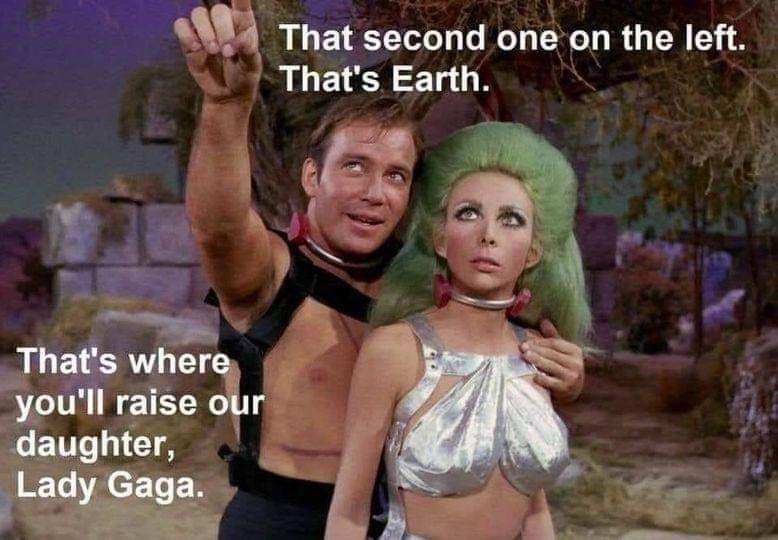 That second one on the left.
That's Earth.
That's where
you'll raise our
daughter,
Lady Gaga.